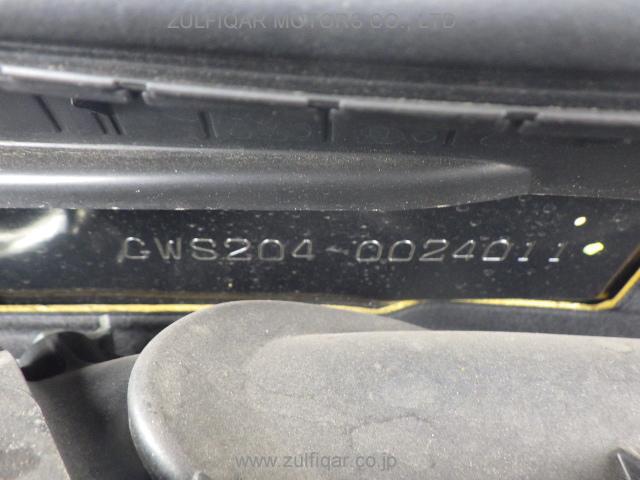 ZULFIQAR MOTORS CO., LTD
GWS204-0024011
www.zulfiqar.co.jp